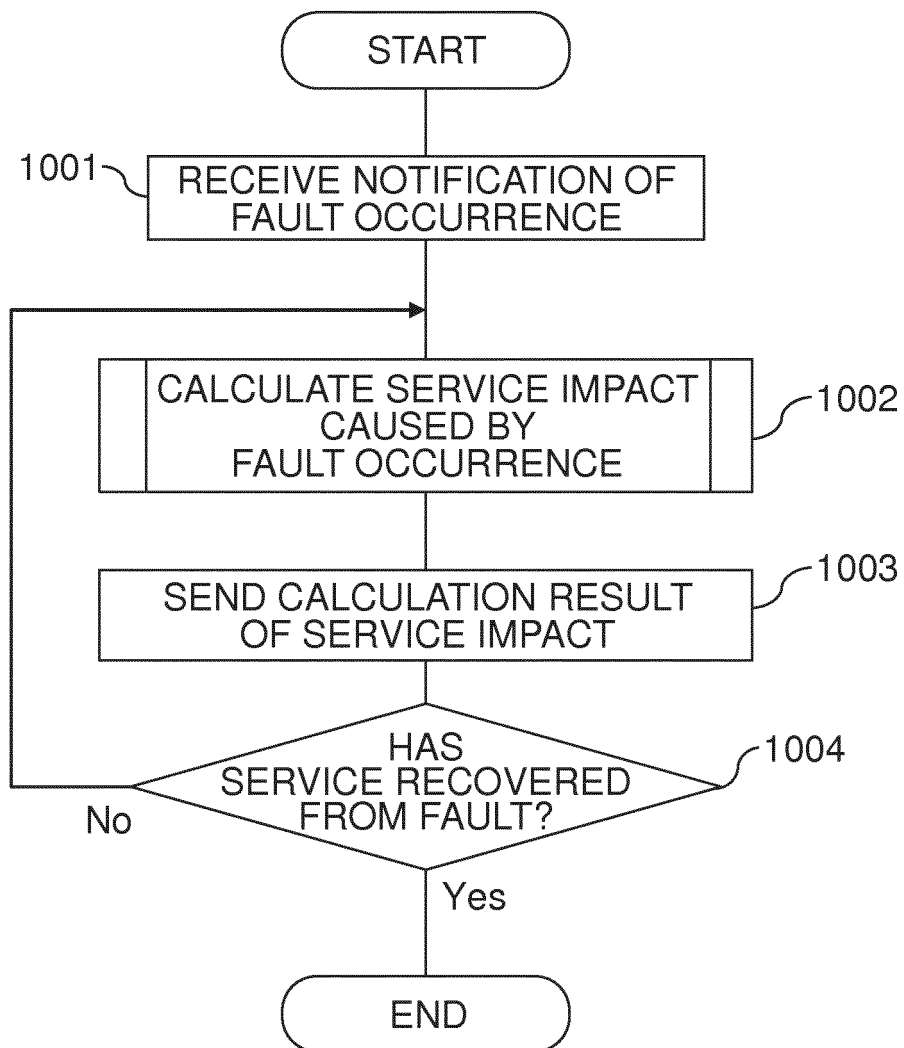 START
1001
RECEIVE NOTIFICATION OF
FAULT OCCURRENCE
CALCULATE SERVICE IMPACT
CAUSED BY
FAULT OCCURRENCE
1002
SEND CALCULATION RESULT
OF SERVICE IMPACT
1003
HAS
SERVICE RECOVERED
FROM FAULT?
1004
No
Yes
END